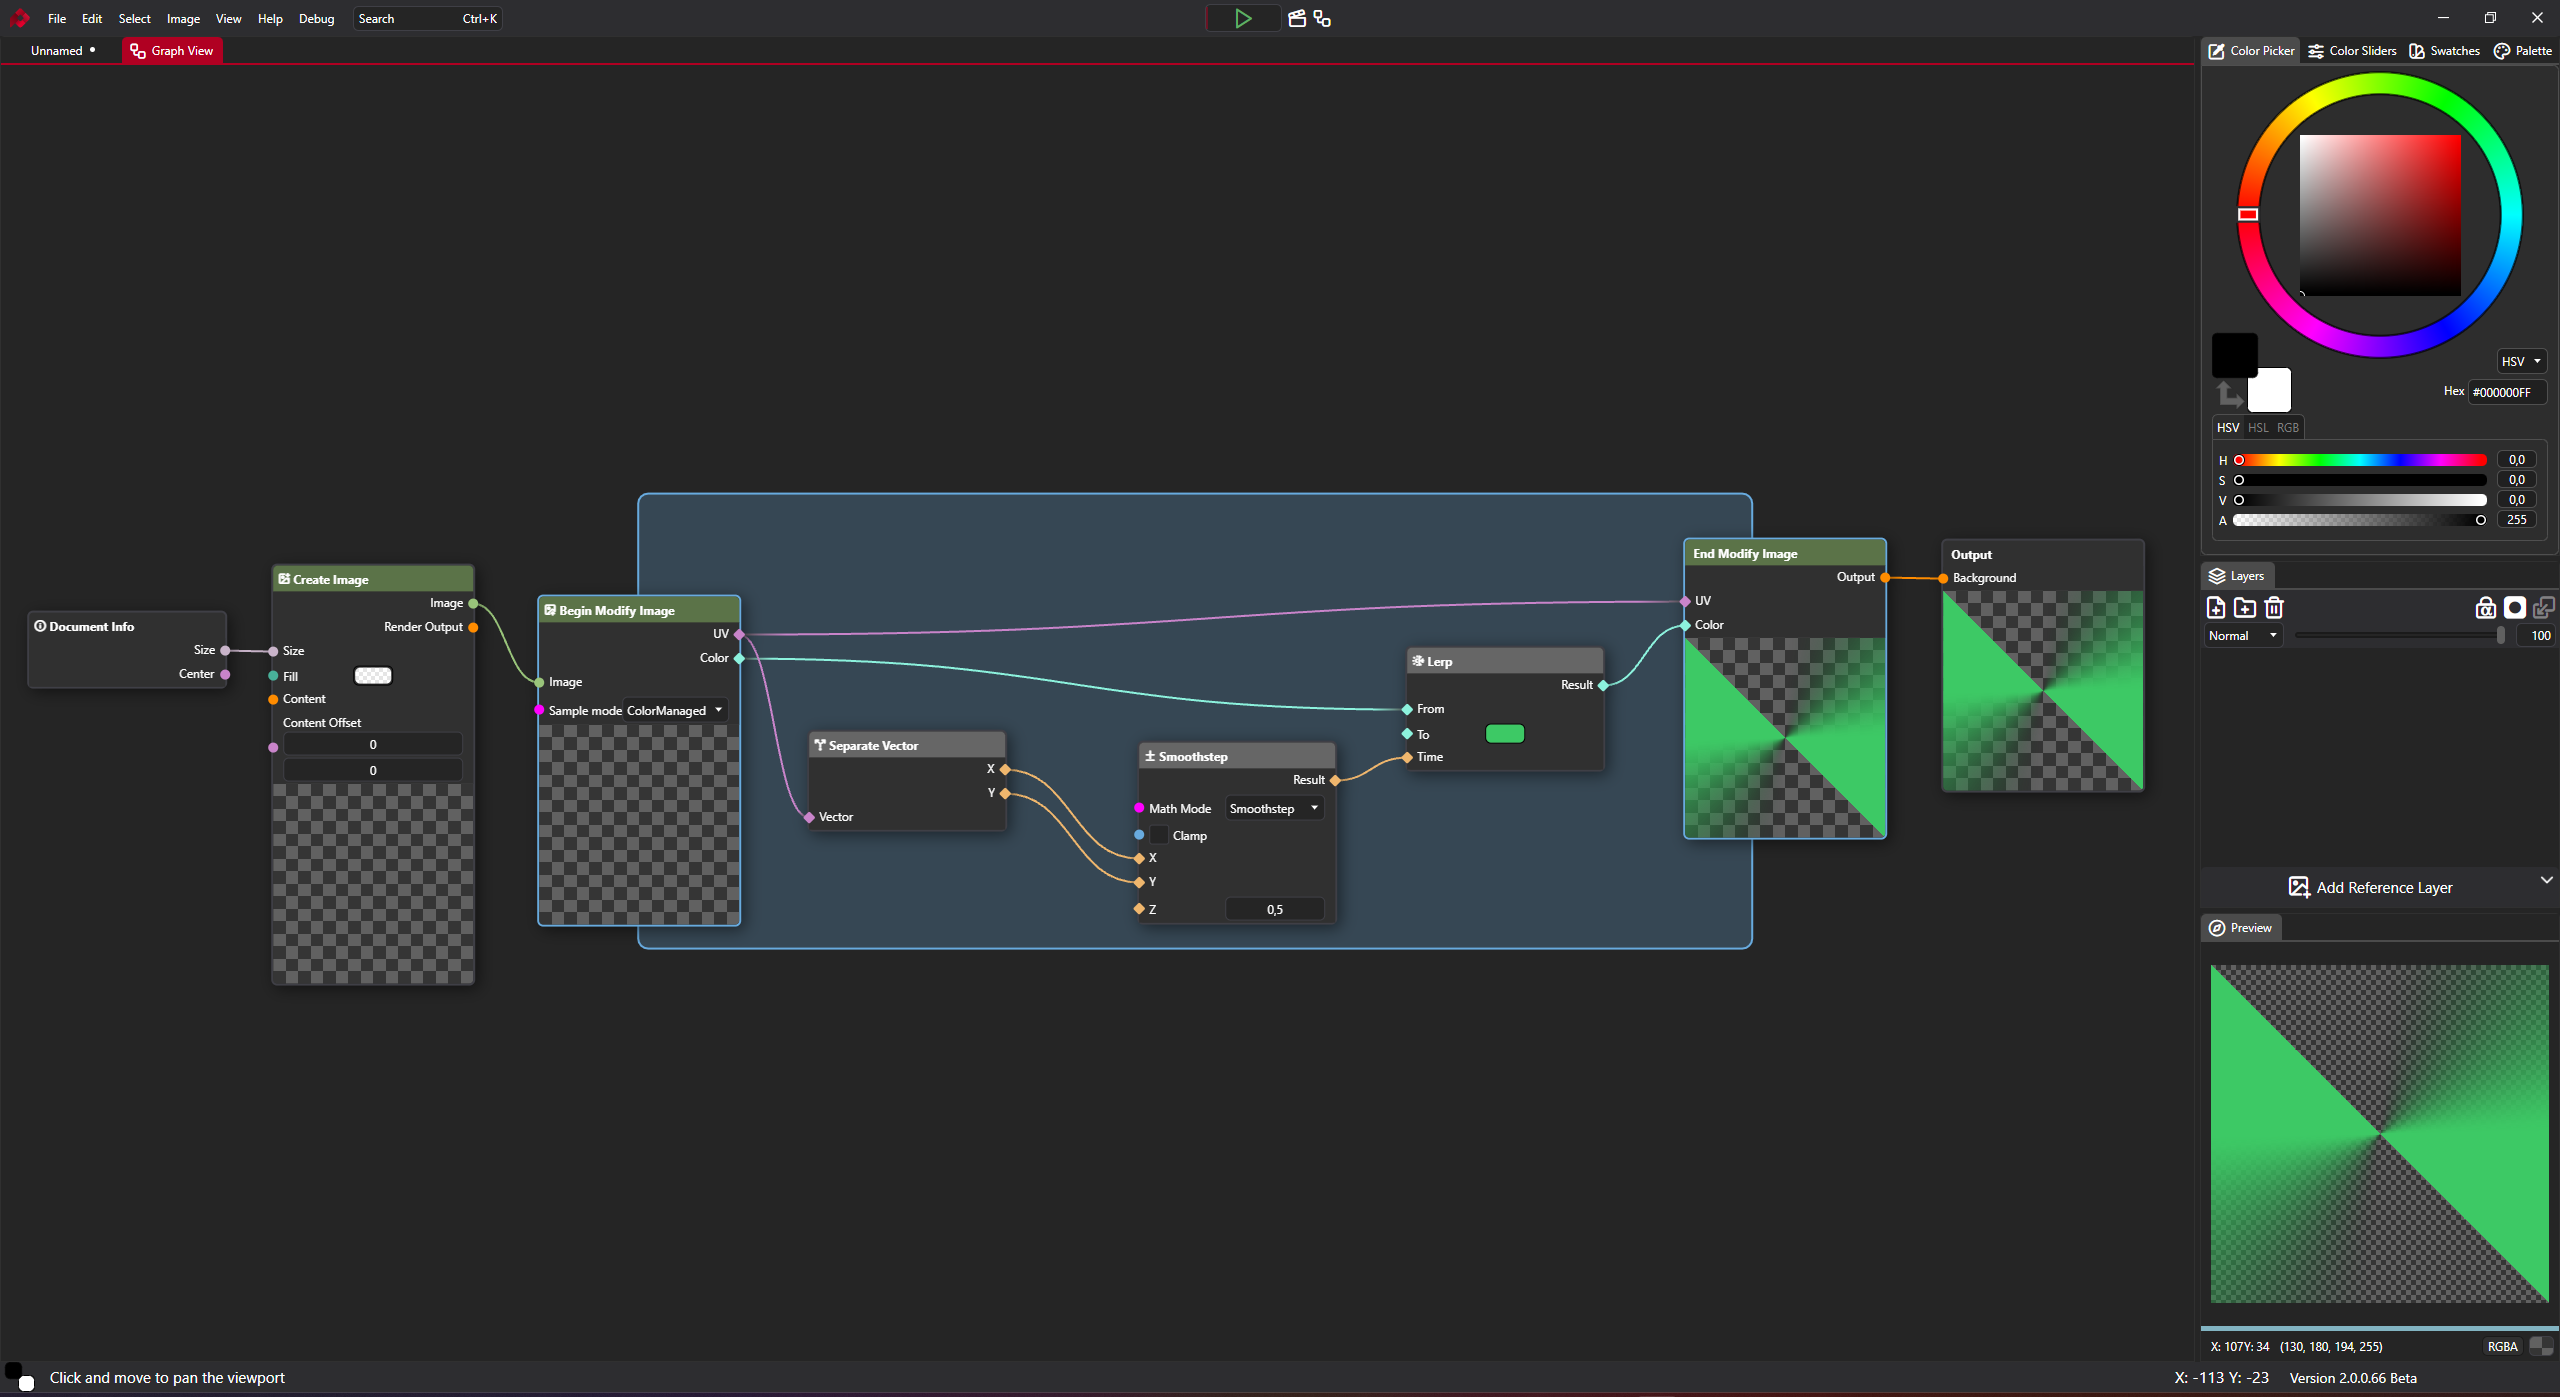 File Edit Select Image View Help Debug Search Ctrl+K
Unnamed • Graph View
Color Picker Color Sliders Swatches Palette
HSV
Hex #000000FF
HSV HSL RGB
H 0,0
S 0,0
V 0,0
A 255
Document Info
Size
Center
Create Image
Image
Render Output
Size
Fill
Content
Content Offset
0
0
Begin Modify Image
UV
Color
Image
Sample mode ColorManaged
Separate Vector
X
Y
Vector
Smoothstep
Result
Math Mode Smoothstep
Clamp
X
Y
Z 0,5
Lerp
Result
From
To
Time
End Modify Image
Output
UV
Color
Output
Background
Layers
Normal 100
Add Reference Layer
Preview
X: 107Y: 34 (130, 180, 194, 255) RGBA
Click and move to pan the viewport
X: -113 Y: -23 Version 2.0.0.66 Beta